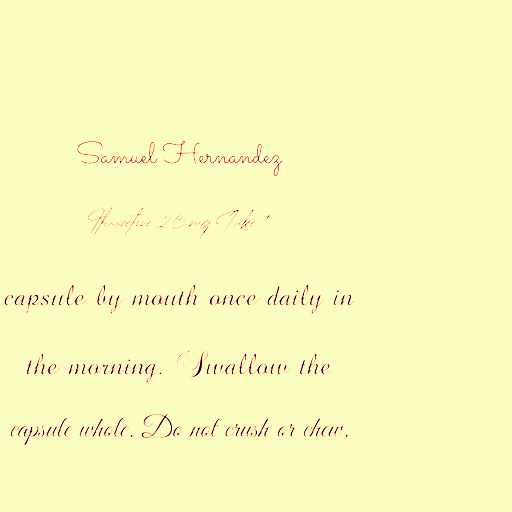 Samuel Hernandez
Fluoxetine 20 mg Take 1
capsule by mouth once daily in
the morning. Swallow the
capsule whole. Do not crush or chew.